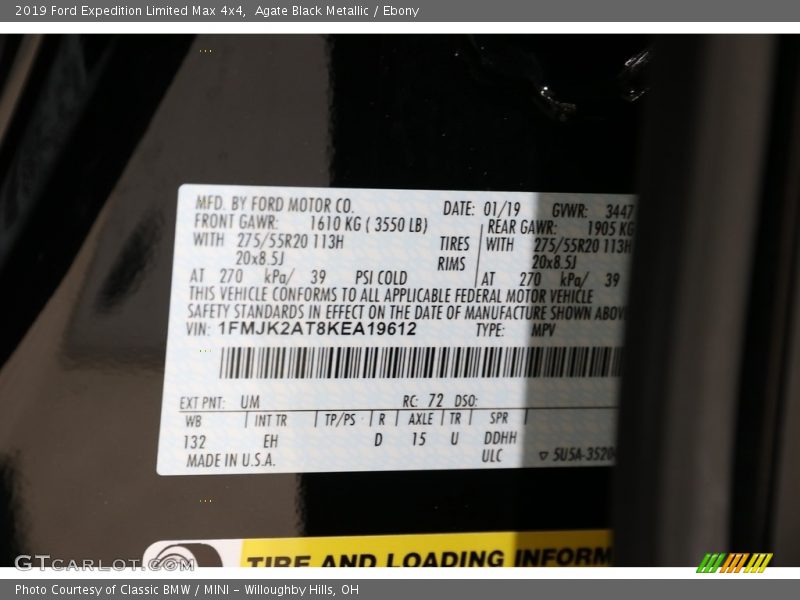 2019 Ford Expedition Limited Max 4x4,  Agate Black Metallic / Ebony
MFD. BY FORD MOTOR CO. DATE: 01/19 GVWR: 3447
FRONT GAWR: 1610 KG ( 3550 LB) REAR GAWR: 1905 KG
WITH 275/55R20 113H TIRES WITH 275/55R20 113H
20x8.5J RIMS 20x8.5J
AT 270 kPa/ 39 PSI COLD AT 270 kPa/ 39
THIS VEHICLE CONFORMS TO ALL APPLICABLE FEDERAL MOTOR VEHICLE
SAFETY STANDARDS IN EFFECT ON THE DATE OF MANUFACTURE SHOWN ABOV
VIN: 1FMJK2AT8KEA19612 TYPE: MPV
EXT PNT: UM RC: 72 DSO:
WB INT TR TP/PS R AXLE TR SPR
132 EH D 15 U DDHH
MADE IN U.S.A. ULC 5U5A-3520
TIRE AND LOADING INFORM
GTcarlot.com
Photo Courtesy of Classic BMW / MINI - Willoughby Hills, OH